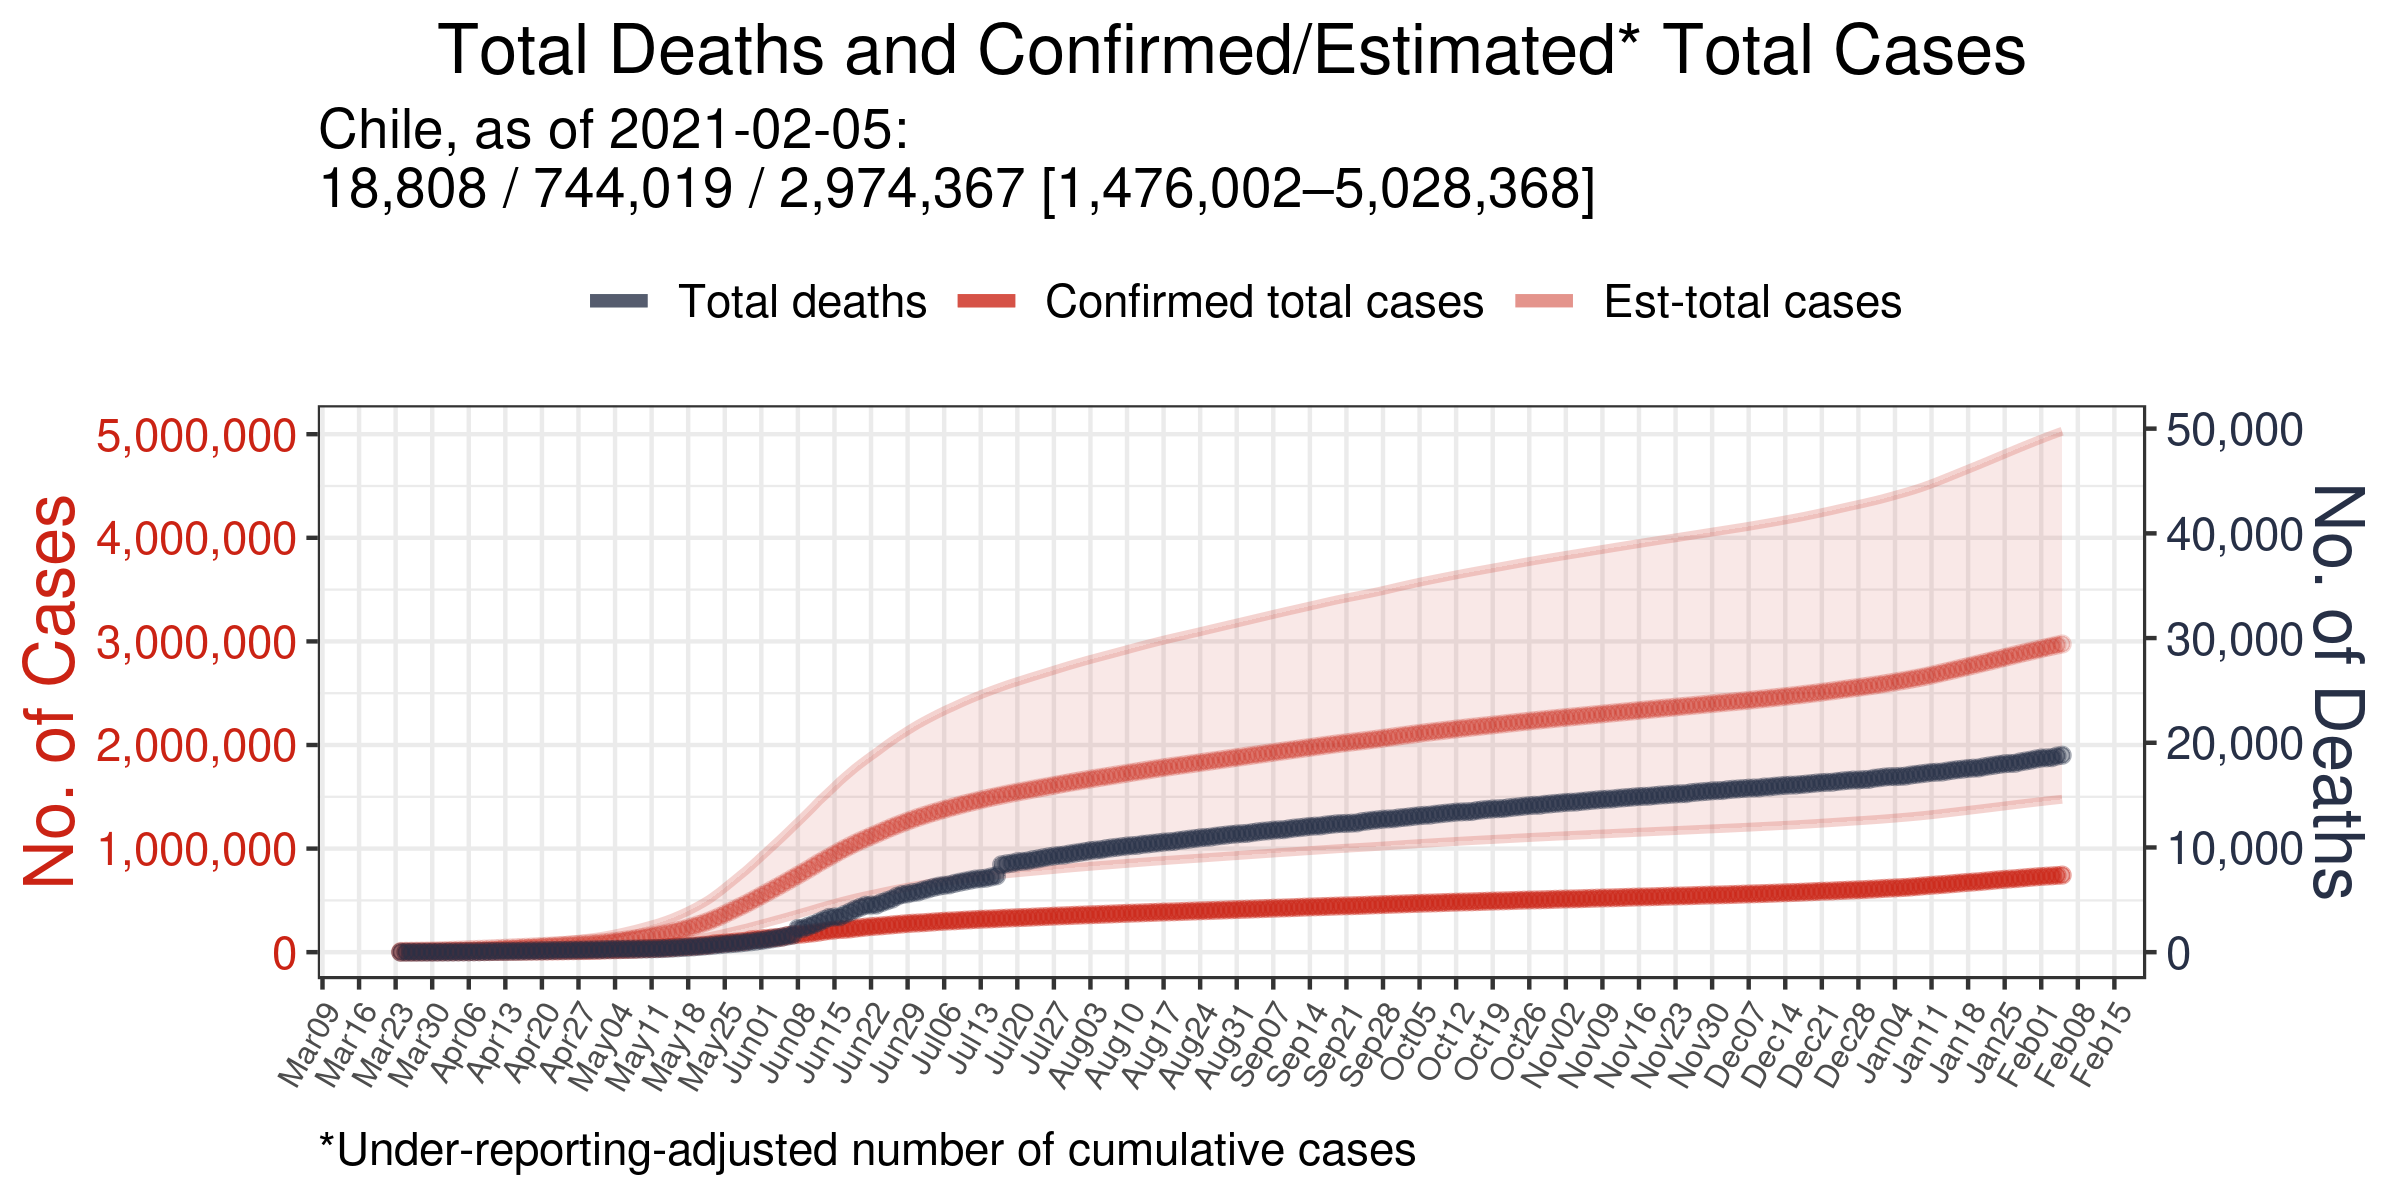 Total Deaths and Confirmed/Estimated* Total Cases
Chile, as of 2021-02-05:
18,808 / 744,019 / 2,974,367 [1,476,002–5,028,368]
Total deaths
Confirmed total cases
Est-total cases
No. of Cases
5,000,000
4,000,000
3,000,000
2,000,000
1,000,000
0
50,000
40,000
30,000
20,000
10,000
0
No. of Deaths
Mar09
Mar16
Mar23
Mar30
Apr06
Apr13
Apr20
Apr27
May04
May11
May18
May25
Jun01
Jun08
Jun15
Jun22
Jun29
Jul06
Jul13
Jul20
Jul27
Aug03
Aug10
Aug17
Aug24
Aug31
Sep07
Sep14
Sep21
Sep28
Oct05
Oct12
Oct19
Oct26
Nov02
Nov09
Nov16
Nov23
Nov30
Dec07
Dec14
Dec21
Dec28
Jan04
Jan11
Jan18
Jan25
Feb01
Feb08
Feb15
*Under-reporting-adjusted number of cumulative cases